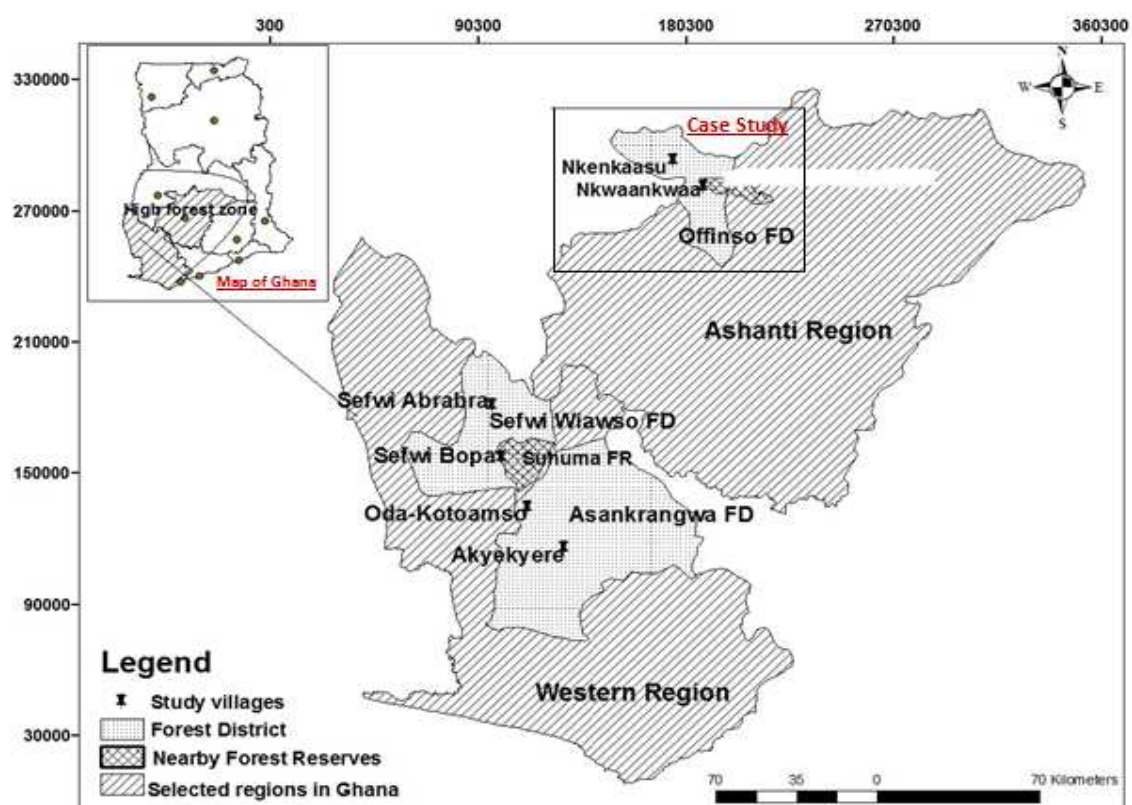 300 90300 180300 270300 360300
330000
270000
210000
150000
90000
30000
N
W E
S
High forest zone
Map of Ghana
Case Study
Nkenkaasu
Nkwaankwaa
Offinso FD
Ashanti Region
Sefwi Abrabra
Sefwi Wiawso FD
Sefwi Bopa
Suhuma FR
Oda-Kotoamso
Asankrangwa FD
Akyekyere
Western Region
Legend
Study villages
Forest District
Nearby Forest Reserves
Selected regions in Ghana
70 35 0 70 Kilometers